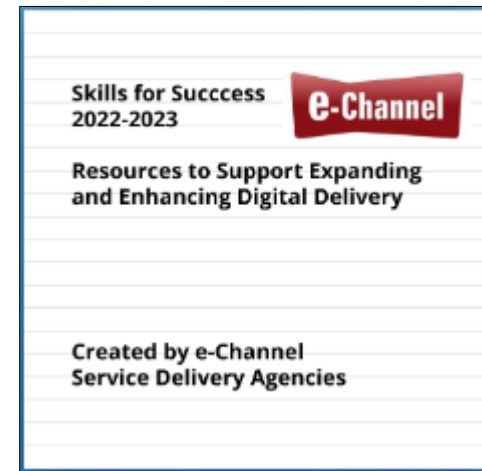 Skills for Succcess
2022-2023
e-Channel
Resources to Support Expanding
and Enhancing Digital Delivery
Created by e-Channel
Service Delivery Agencies